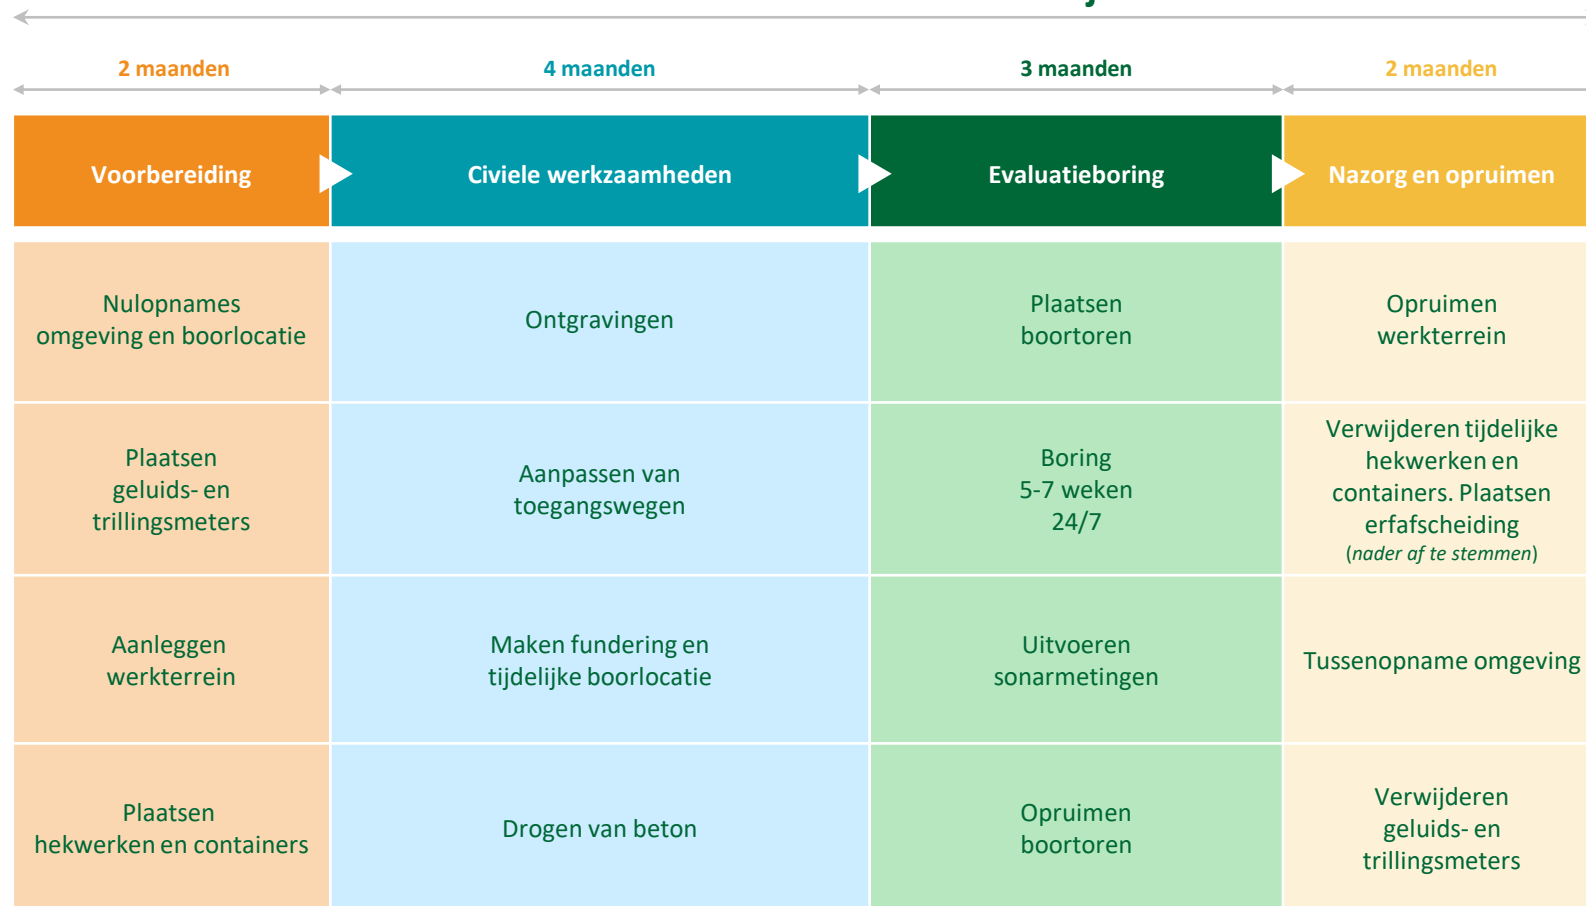 2 maanden
4 maanden
3 maanden
2 maanden
Voorbereiding
Civiele werkzaamheden
Evaluatieboring
Nazorg en opruimen
Nulopnames
omgeving en boorlocatie
Ontgravingen
Plaatsen
boortoren
Opruimen
werkterrein
Plaatsen
geluids- en
trillingsmeters
Aanpassen van
toegangswegen
Boring
5-7 weken
24/7
Verwijderen tijdelijke
hekwerken en
containers. Plaatsen
erfafscheiding
(nader af te stemmen)
Aanleggen
werkterrein
Maken fundering en
tijdelijke boorlocatie
Uitvoeren
sonarmetingen
Tussenopname omgeving
Plaatsen
hekwerken en containers
Drogen van beton
Opruimen
boortoren
Verwijderen
geluids- en
trillingsmeters